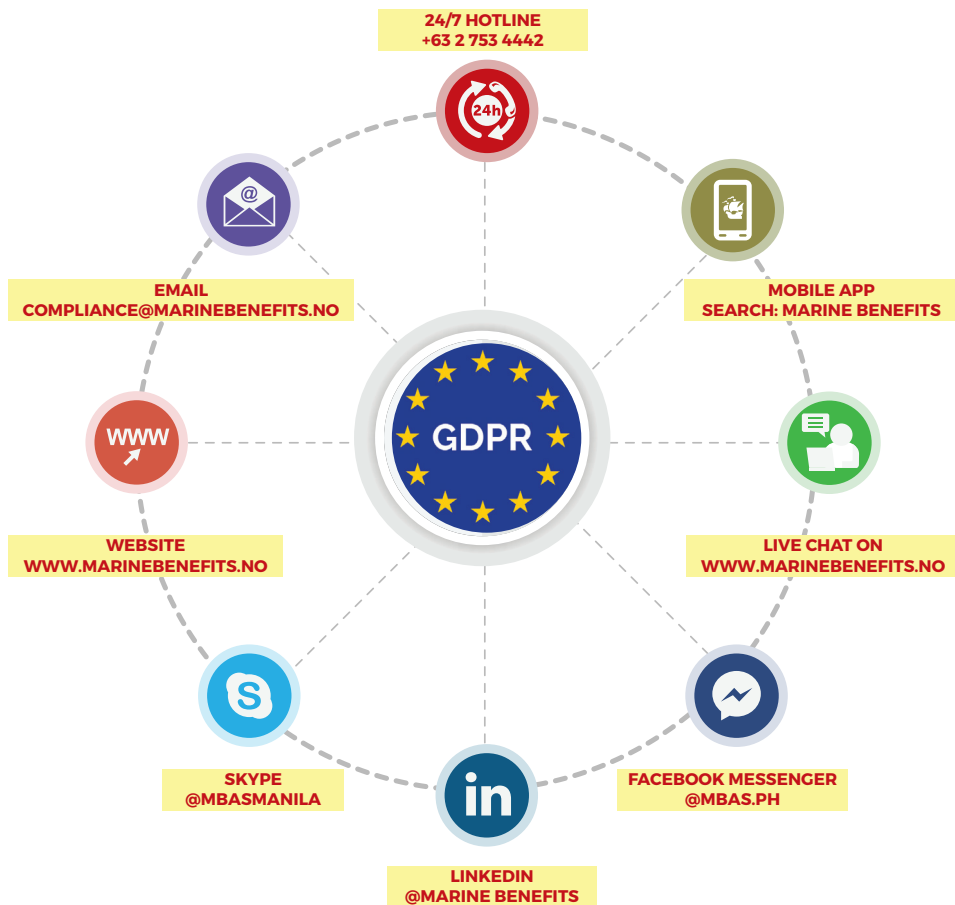 24/7 HOTLINE
+63 2 753 4442
24h
@
EMAIL
COMPLIANCE@MARINEBENEFITS.NO
MOBILE APP
SEARCH: MARINE BENEFITS
WWW
GDPR
WEBSITE
WWW.MARINEBENEFITS.NO
LIVE CHAT ON
WWW.MARINEBENEFITS.NO
S
SKYPE
@MBASMANILA
FACEBOOK MESSENGER
@MBAS.PH
in
LINKEDIN
@MARINE BENEFITS